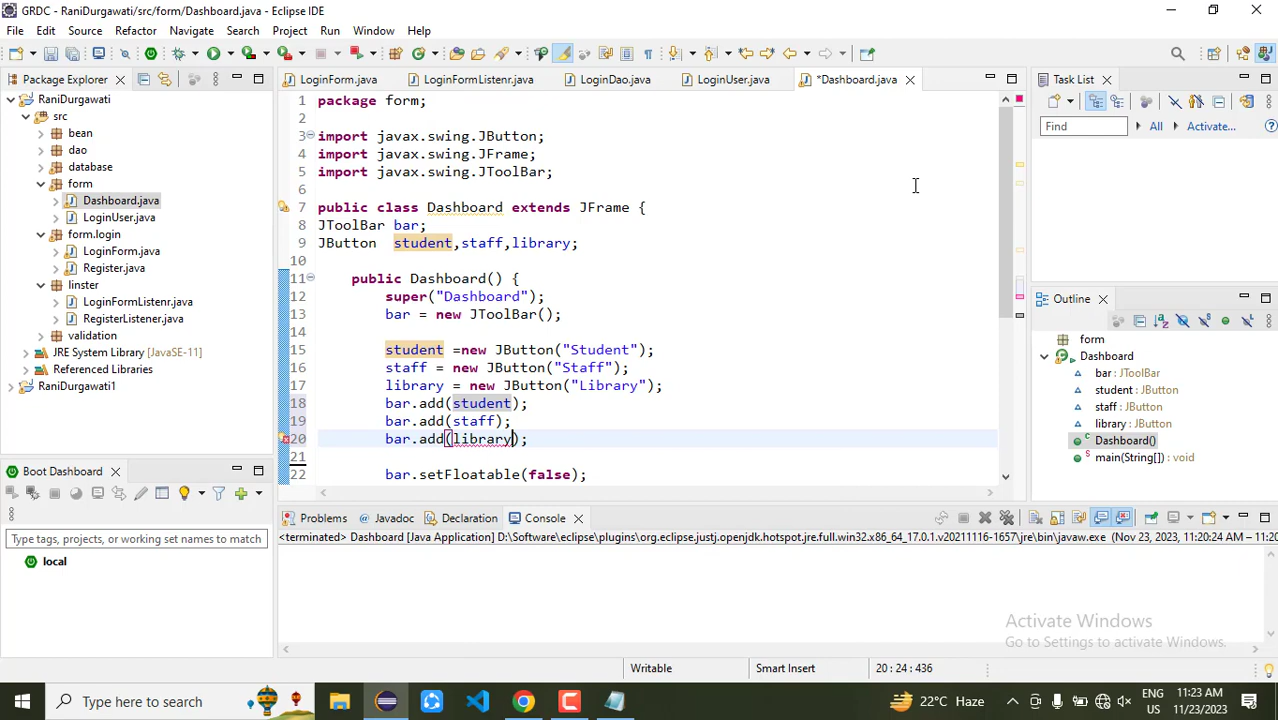 GRDC - RaniDurgawati/src/form/Dashboard.java - Eclipse IDE
File Edit Source Refactor Navigate Search Project Run Window Help
Package Explorer
LoginForm.java LoginFormListenr.java LoginDao.java LoginUser.java *Dashboard.java
Task List
RaniDurgawati
src
bean
dao
database
form
Dashboard.java
LoginUser.java
form.login
LoginForm.java
Register.java
linster
LoginFormListenr.java
RegisterListener.java
validation
JRE System Library [JavaSE-11]
Referenced Libraries
RaniDurgawati1
1 package form;
2
3 import javax.swing.JButton;
4 import javax.swing.JFrame;
5 import javax.swing.JToolBar;
6
7 public class Dashboard extends JFrame {
8 JToolBar bar;
9 JButton  student,staff,library;
10
11 public Dashboard() {
12 super("Dashboard");
13 bar = new JToolBar();
14
15 student =new JButton("Student");
16 staff = new JButton("Staff");
17 library = new JButton("Library");
18 bar.add(student);
19 bar.add(staff);
20 bar.add(library);
21
22 bar.setFloatable(false);
Find All Activate...
Outline
form
Dashboard
bar : JToolBar
student : JButton
staff : JButton
library : JButton
Dashboard()
main(String[]) : void
Boot Dashboard
Type tags, projects, or working set names to match
local
Problems Javadoc Declaration Console
<terminated> Dashboard [Java Application] D:\Software\eclipse\plugins\org.eclipse.justj.openjdk.hotspot.jre.full.win32.x86_64_17.0.1.v20211116-1657\jre\bin\javaw.exe (Nov 23, 2023, 11:20:24 AM – 11:20
Activate Windows
Go to Settings to activate Windows.
Writable Smart Insert 20 : 24 : 436
Type here to search
22°C Haze
ENG
US
11:23 AM
11/23/2023